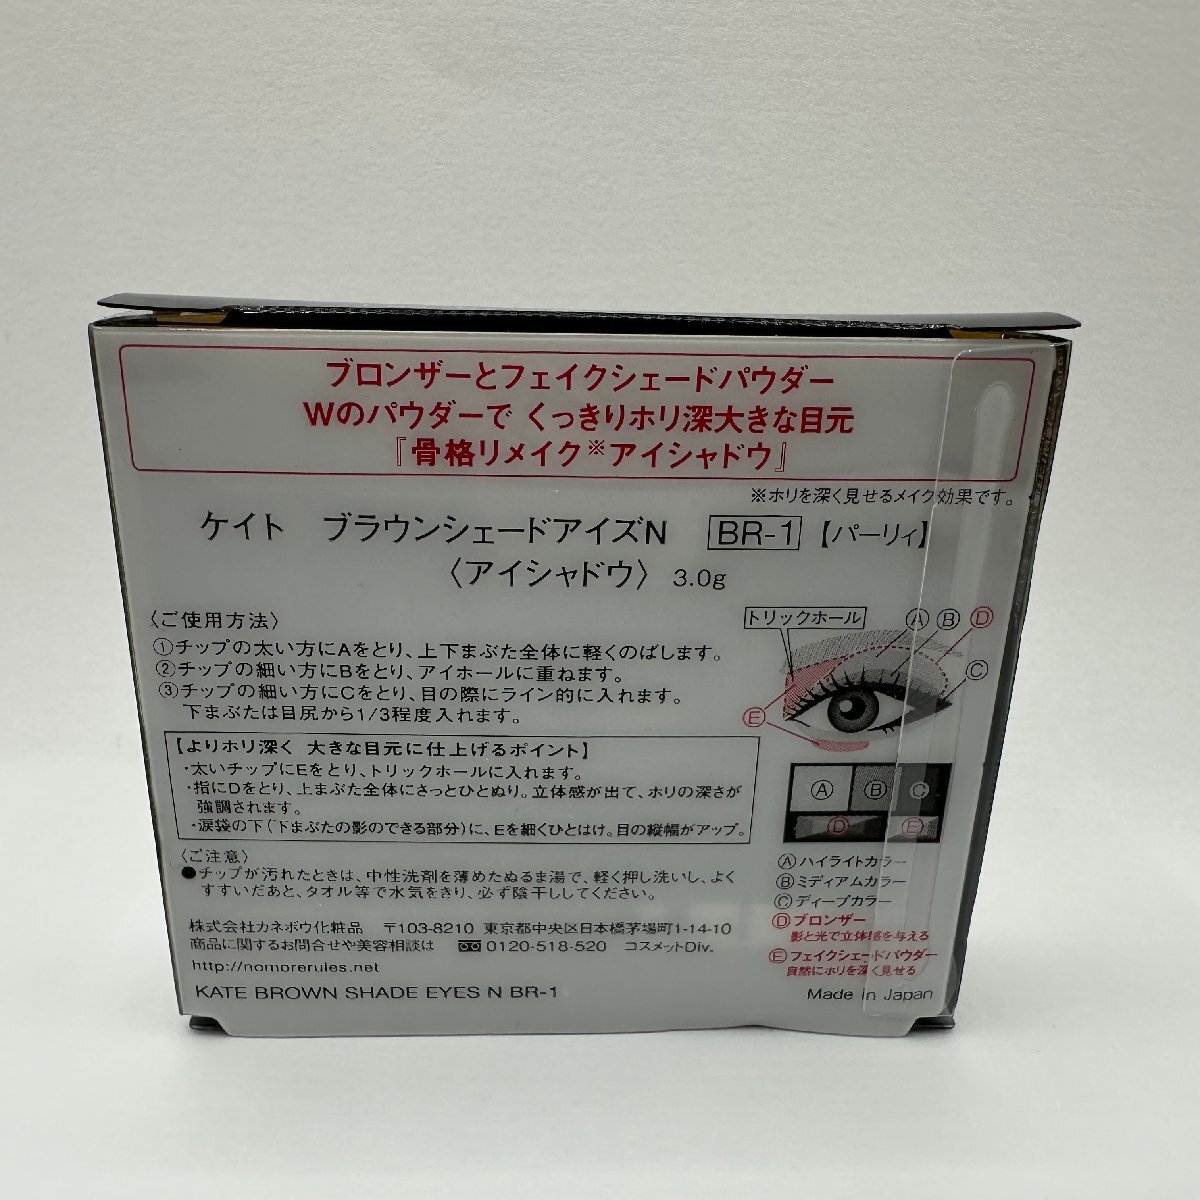 ブロンザーとフェイクシェードパウダー
Wのパウダーで くっきりホリ深大きな目元
『骨格リメイク※アイシャドウ』
※ホリを深く見せるメイク効果です。
ケイト ブラウンシェードアイズN BR-1 【パーリィ】
〈アイシャドウ〉 3.0g
〈ご使用方法〉
①チップの太い方にAをとり、上下まぶた全体に軽くのばします。
②チップの細い方にBをとり、アイホールに重ねます。
③チップの細い方にCをとり、目の際にライン的に入れます。
下まぶたは目尻から1/3程度入れます。
【よりホリ深く 大きな目元に仕上げるポイント】
・太いチップにEをとり、トリックホールに入れます。
・指にDをとり、上まぶた全体にさっとひとぬり。立体感が出て、ホリの深さが
強調されます。
・涙袋の下(下まぶたの影のできる部分)に、Eを細くひとはけ。目の縦幅がアップ。
〈ご注意〉
●チップが汚れたときは、中性洗剤を薄めたぬるま湯で、軽く押し洗いし、よく
すすいだあと、タオル等で水気をきり、必ず陰干ししてください。
株式会社カネボウ化粧品 〒103-8210 東京都中央区日本橋茅場町1-14-10
商品に関するお問合せや美容相談は 0120-518-520 コスメットDiv.
http://nomorerules.net
KATE BROWN SHADE EYES N BR-1
トリックホール
Ⓐ Ⓑ Ⓓ
Ⓒ
Ⓔ
Ⓐ Ⓑ Ⓒ
Ⓓ Ⓔ
Ⓐハイライトカラー
Ⓑミディアムカラー
Ⓒディープカラー
Ⓓブロンザー
影と光で立体感を与える
Ⓔフェイクシェードパウダー
自然にホリを深く見せる
Made in Japan